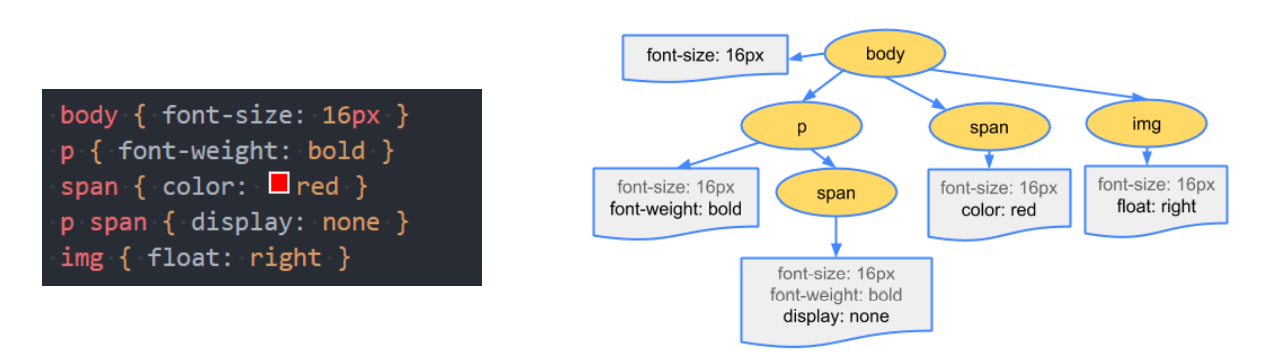 body { font-size: 16px }
p { font-weight: bold }
span { color: red }
p span { display: none }
img { float: right }
font-size: 16px
body
p
span
img
font-size: 16px
font-weight: bold
span
font-size: 16px
color: red
font-size: 16px
float: right
font-size: 16px
font-weight: bold
display: none